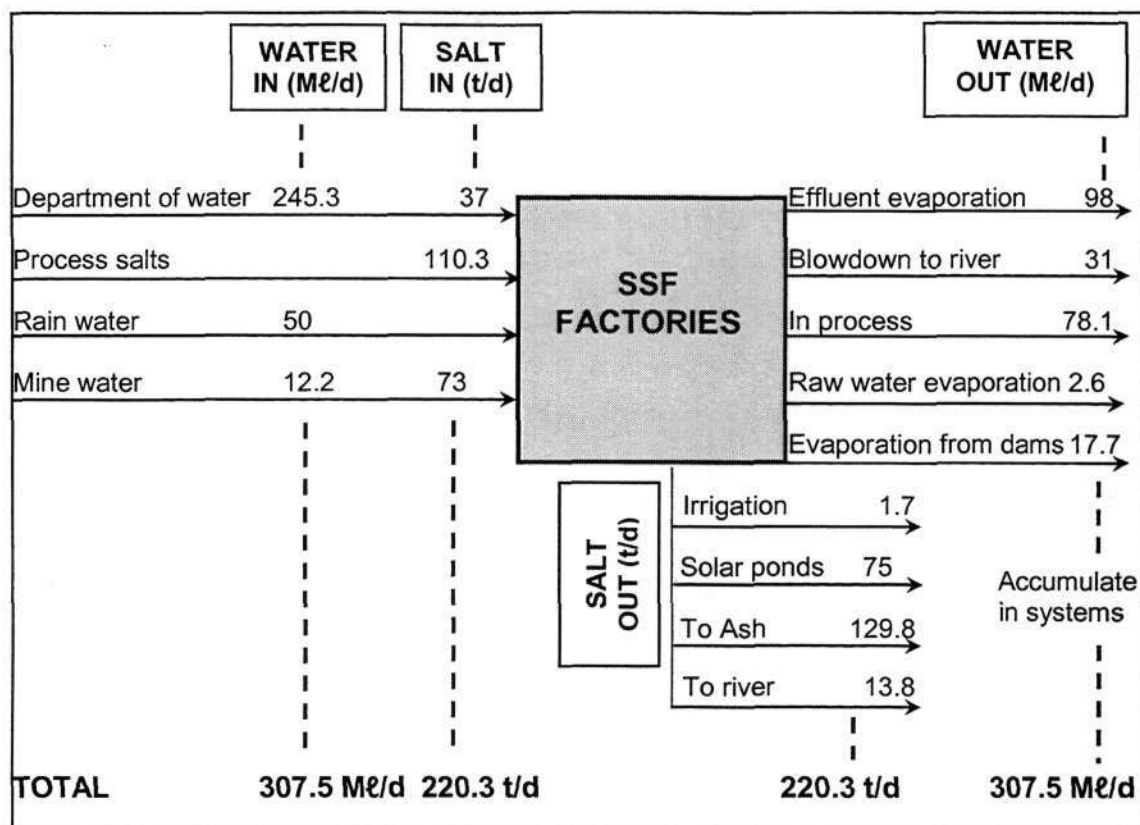 WATER
IN (Mℓ/d)
SALT
IN (t/d)
WATER
OUT (Mℓ/d)
Department of water 245.3 37
Process salts 110.3
Rain water 50
Mine water 12.2 73
SSF
FACTORIES
Effluent evaporation 98
Blowdown to river 31
In process 78.1
Raw water evaporation 2.6
Evaporation from dams 17.7
SALT
OUT (t/d)
Irrigation 1.7
Solar ponds 75
To Ash 129.8
To river 13.8
Accumulate
in systems
TOTAL 307.5 Mℓ/d 220.3 t/d 220.3 t/d 307.5 Mℓ/d